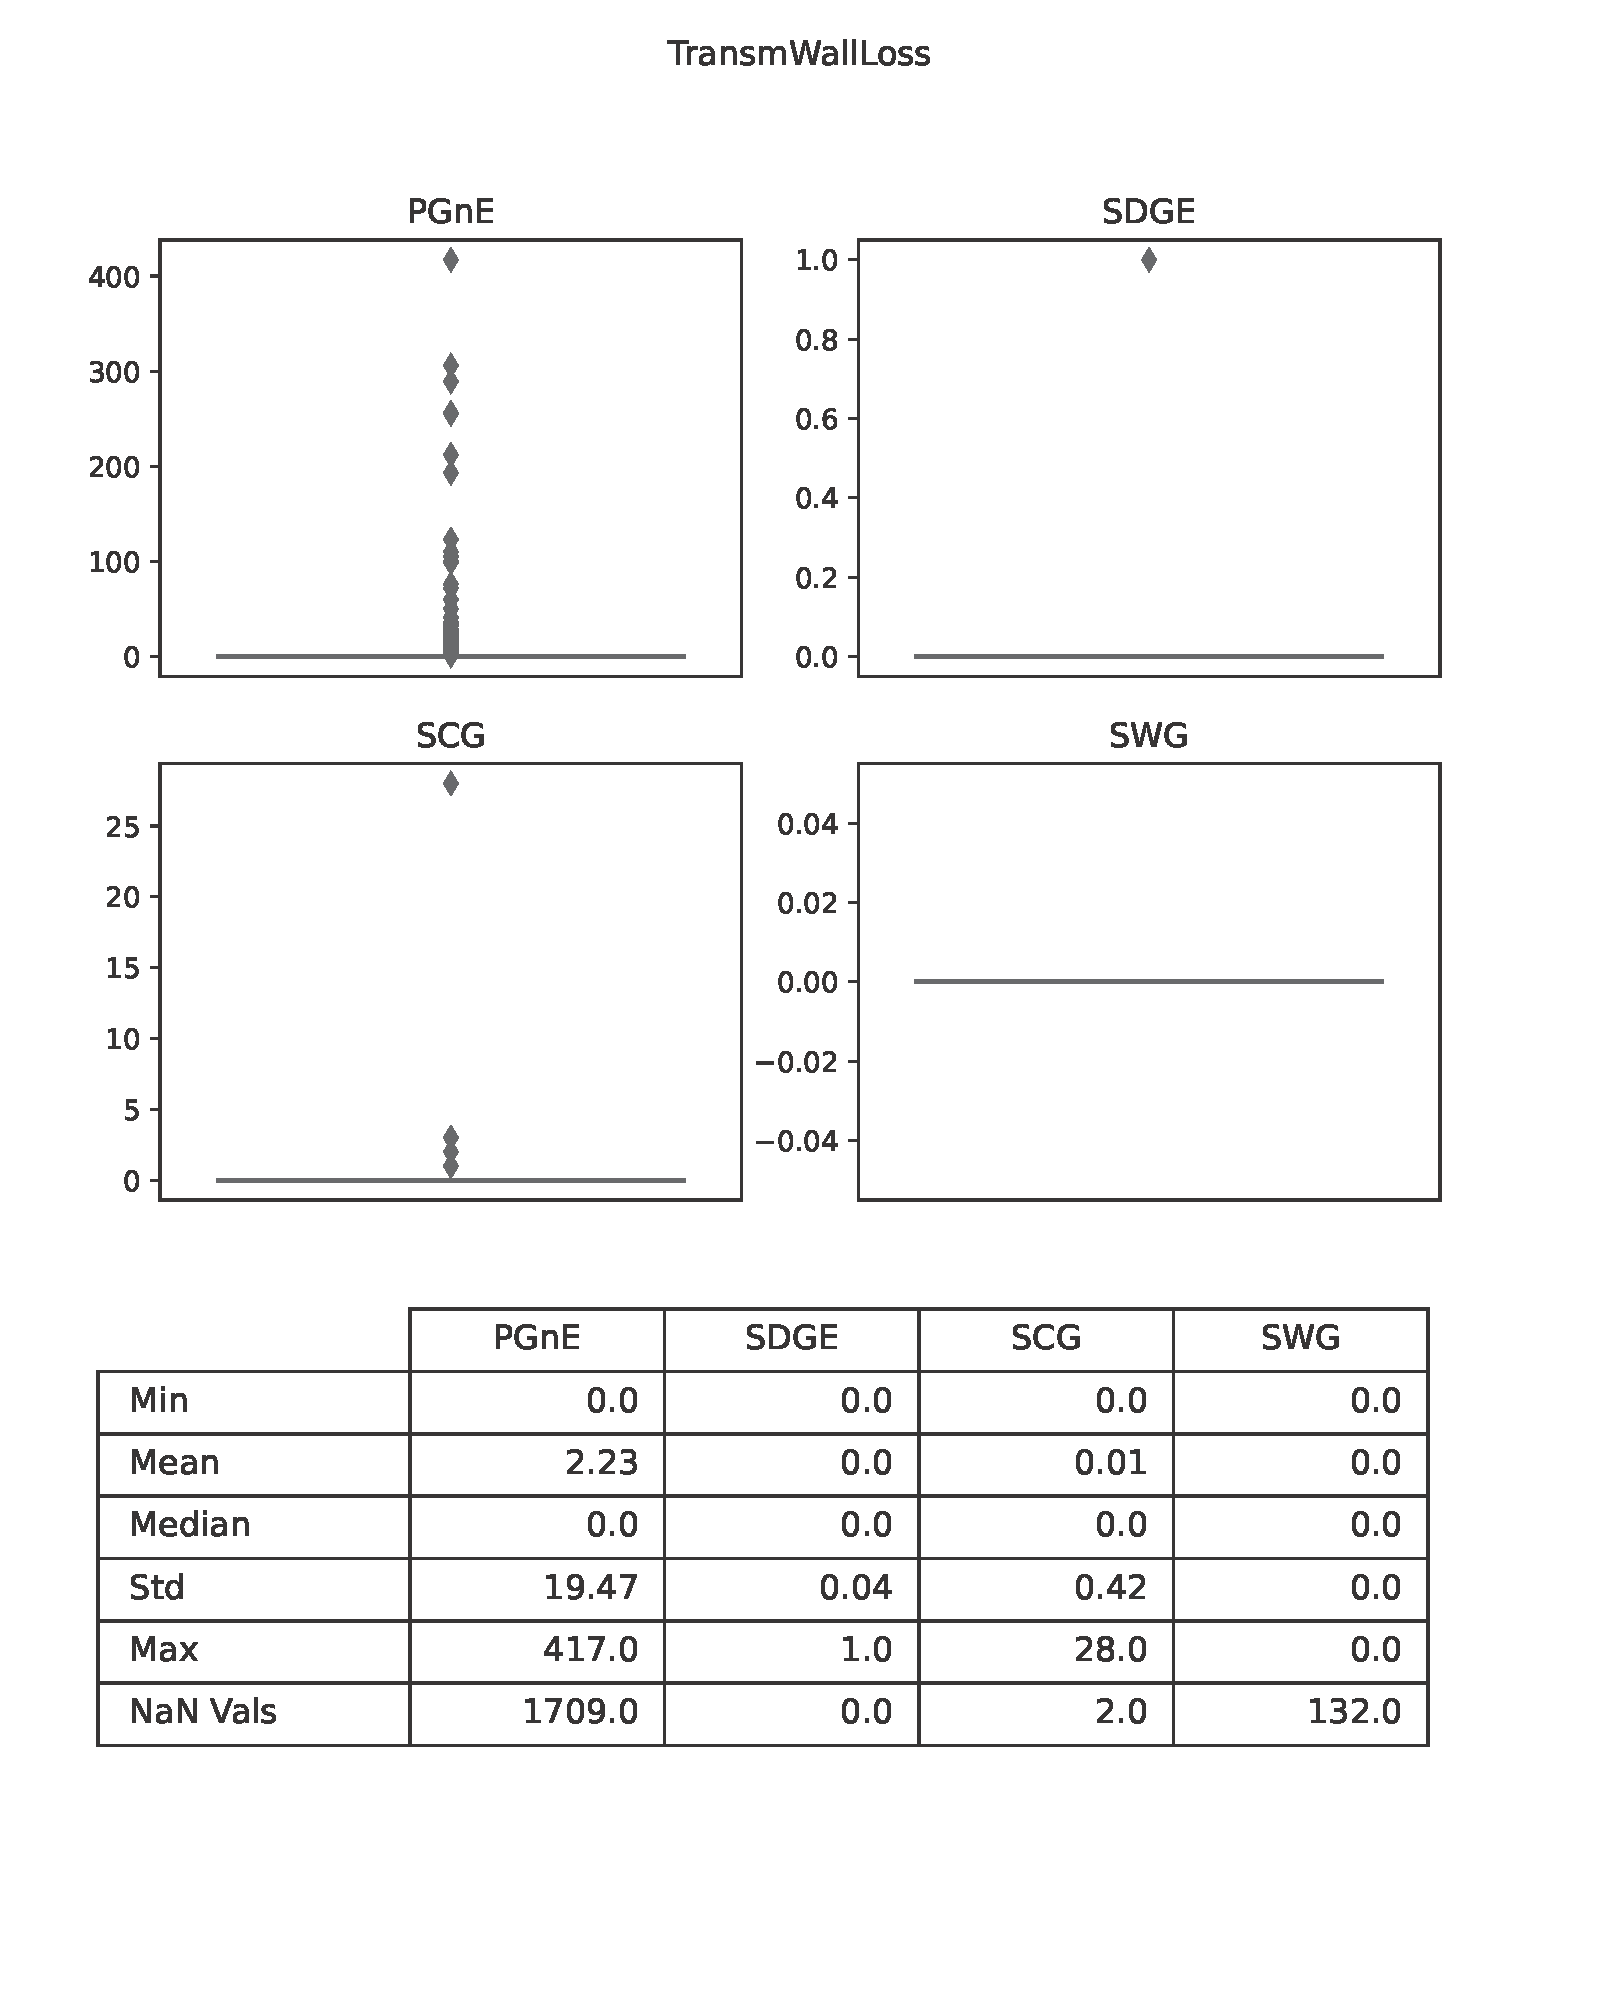 TransmWallLoss
PGnE
400
300
200
100
0
SDGE
1.0
0.8
0.6
0.4
0.2
0.0
SCG
25
20
15
10
5
0
SWG
0.04
0.02
0.00
−0.02
−0.04
PGnE SDGE SCG SWG
Min 0.0 0.0 0.0 0.0
Mean 2.23 0.0 0.01 0.0
Median 0.0 0.0 0.0 0.0
Std 19.47 0.04 0.42 0.0
Max 417.0 1.0 28.0 0.0
NaN Vals 1709.0 0.0 2.0 132.0